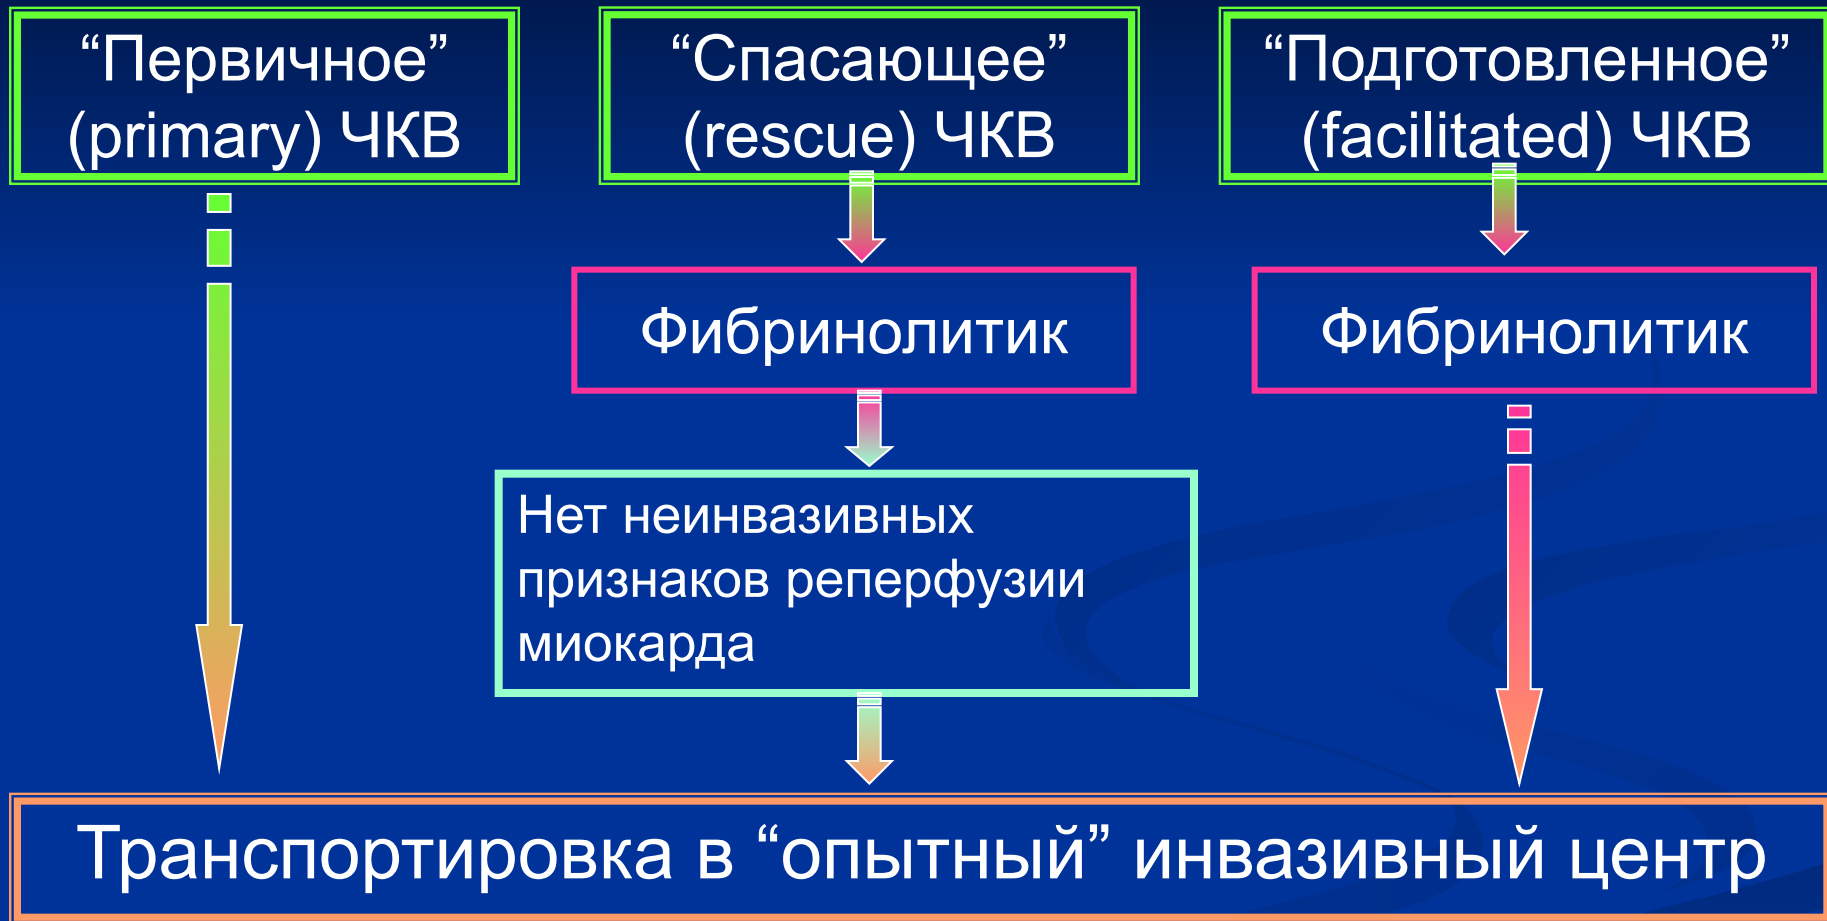 “Первичное”
(primary) ЧКВ
“Спасающее”
(rescue) ЧКВ
“Подготовленное”
(facilitated) ЧКВ
Фибринолитик
Фибринолитик
Нет неинвазивных
признаков реперфузии
миокарда
Транспортировка в “опытный” инвазивный центр